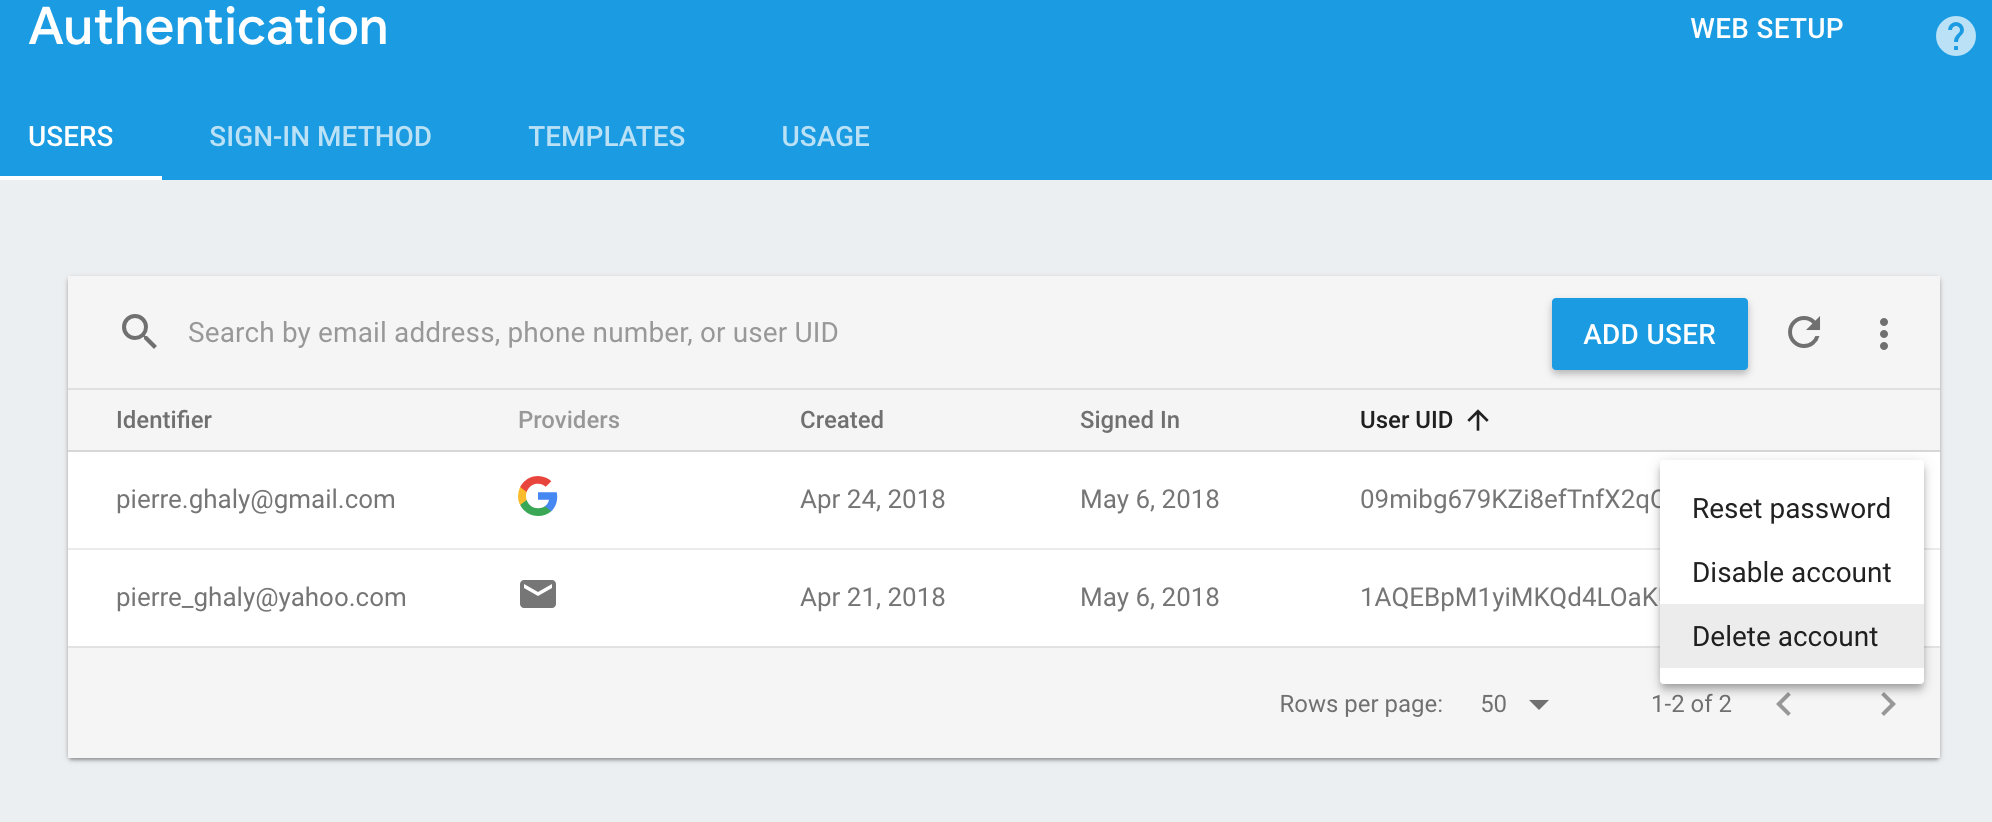 Authentication
WEB SETUP
?
USERS SIGN-IN METHOD TEMPLATES USAGE
Search by email address, phone number, or user UID
ADD USER
Identifier Providers Created Signed In User UID
pierre.ghaly@gmail.com Apr 24, 2018 May 6, 2018 09mibg679KZi8efTnfX2q
Reset password
Disable account
pierre_ghaly@yahoo.com Apr 21, 2018 May 6, 2018 1AQEBpM1yiMKQd4LOaK
Delete account
Rows per page: 50 1-2 of 2